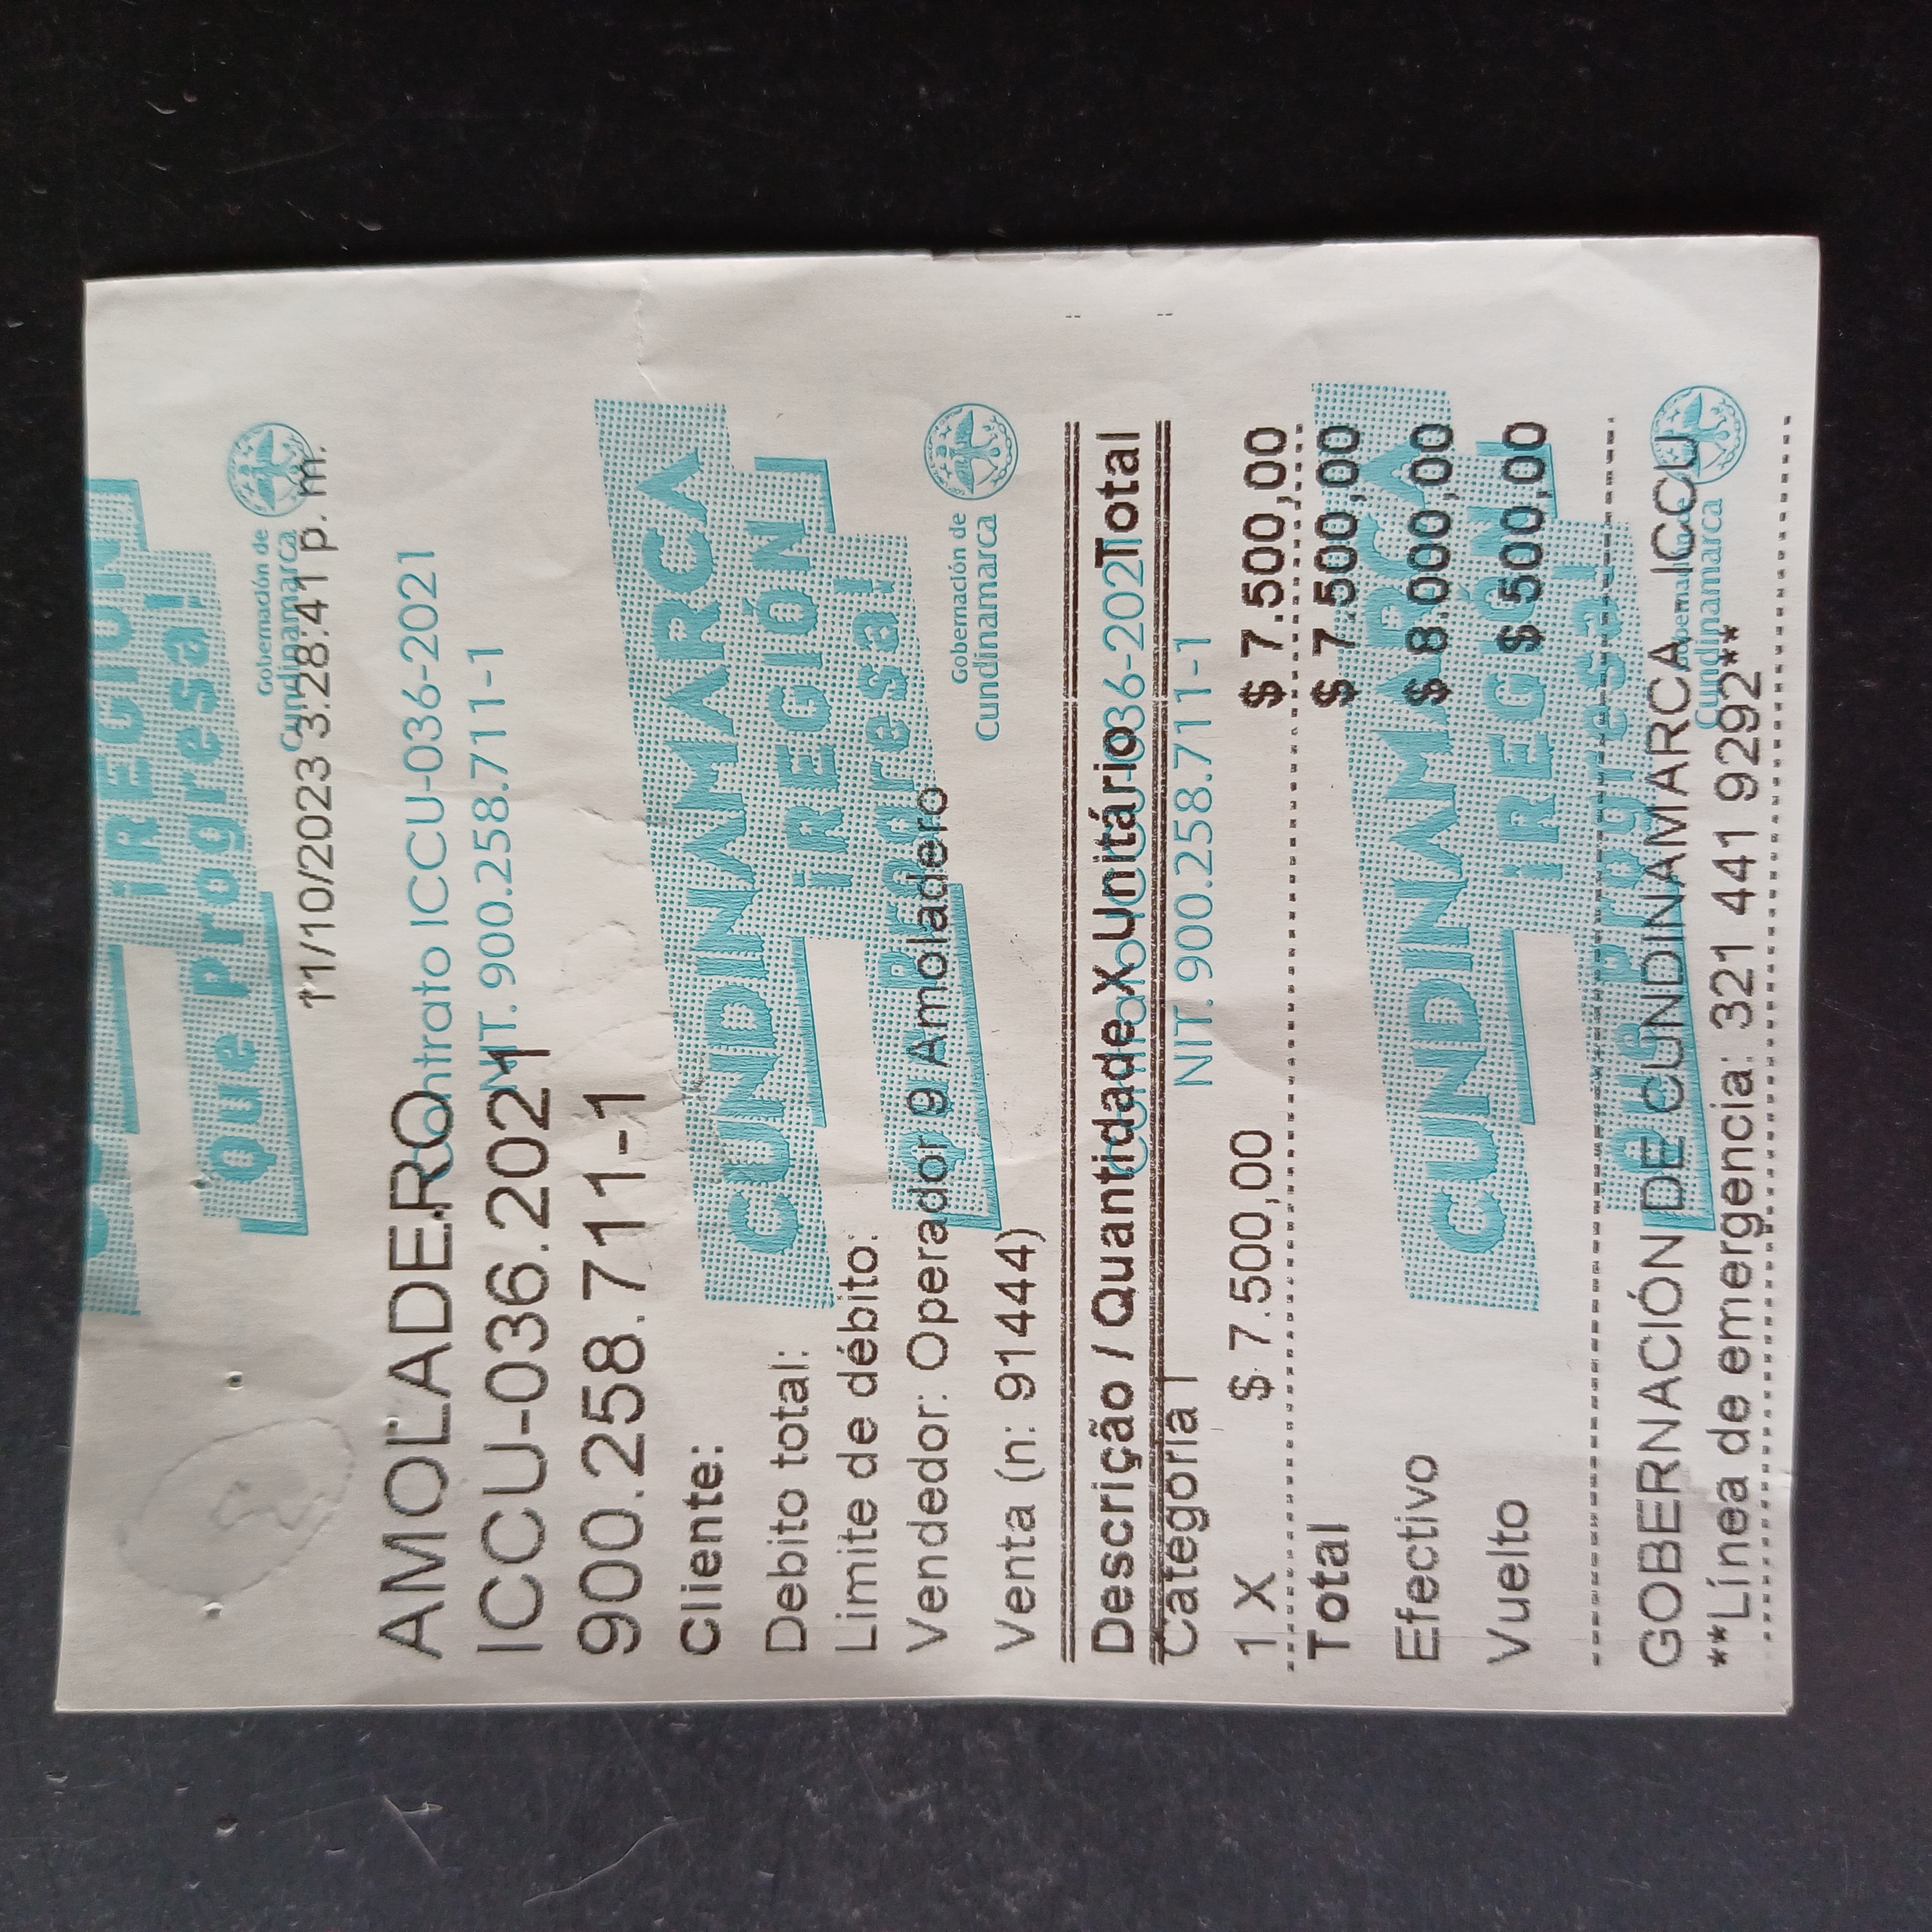 ¡REGIÓN
Que Progresa!
Gobernación de
Cundinamarca
11/10/2023 3:28:41 p. m.
Contrato ICCU-036-2021
AMOLADERO
NIT. 900.258.711-1
ICCU-036.2021
900.258.711-1
CUNDINAMARCA
¡REGIÓN
Que Progresa!
Gobernación de
Cundinamarca
Cliente:
Debito total:
Limite de débito:
Vendedor: Operador 9 Amoladero
Venta (n: 91444)
Contrato ICCU-036-2021
Descrição / Quantidade X Unitário Total
NIT. 900.258.711-1
Categoria I
1 X $ 7.500,00 $ 7.500,00
Total $ 7.500,00
CUNDINAMARCA
Efectivo $ 8.000,00
¡REGIÓN
Vuelto $ 500,00
Que Progresa!
Gobernación de
Cundinamarca
GOBERNACIÓN DE CUNDINAMARCA ICCU
**Línea de emergencia: 321 441 9292**